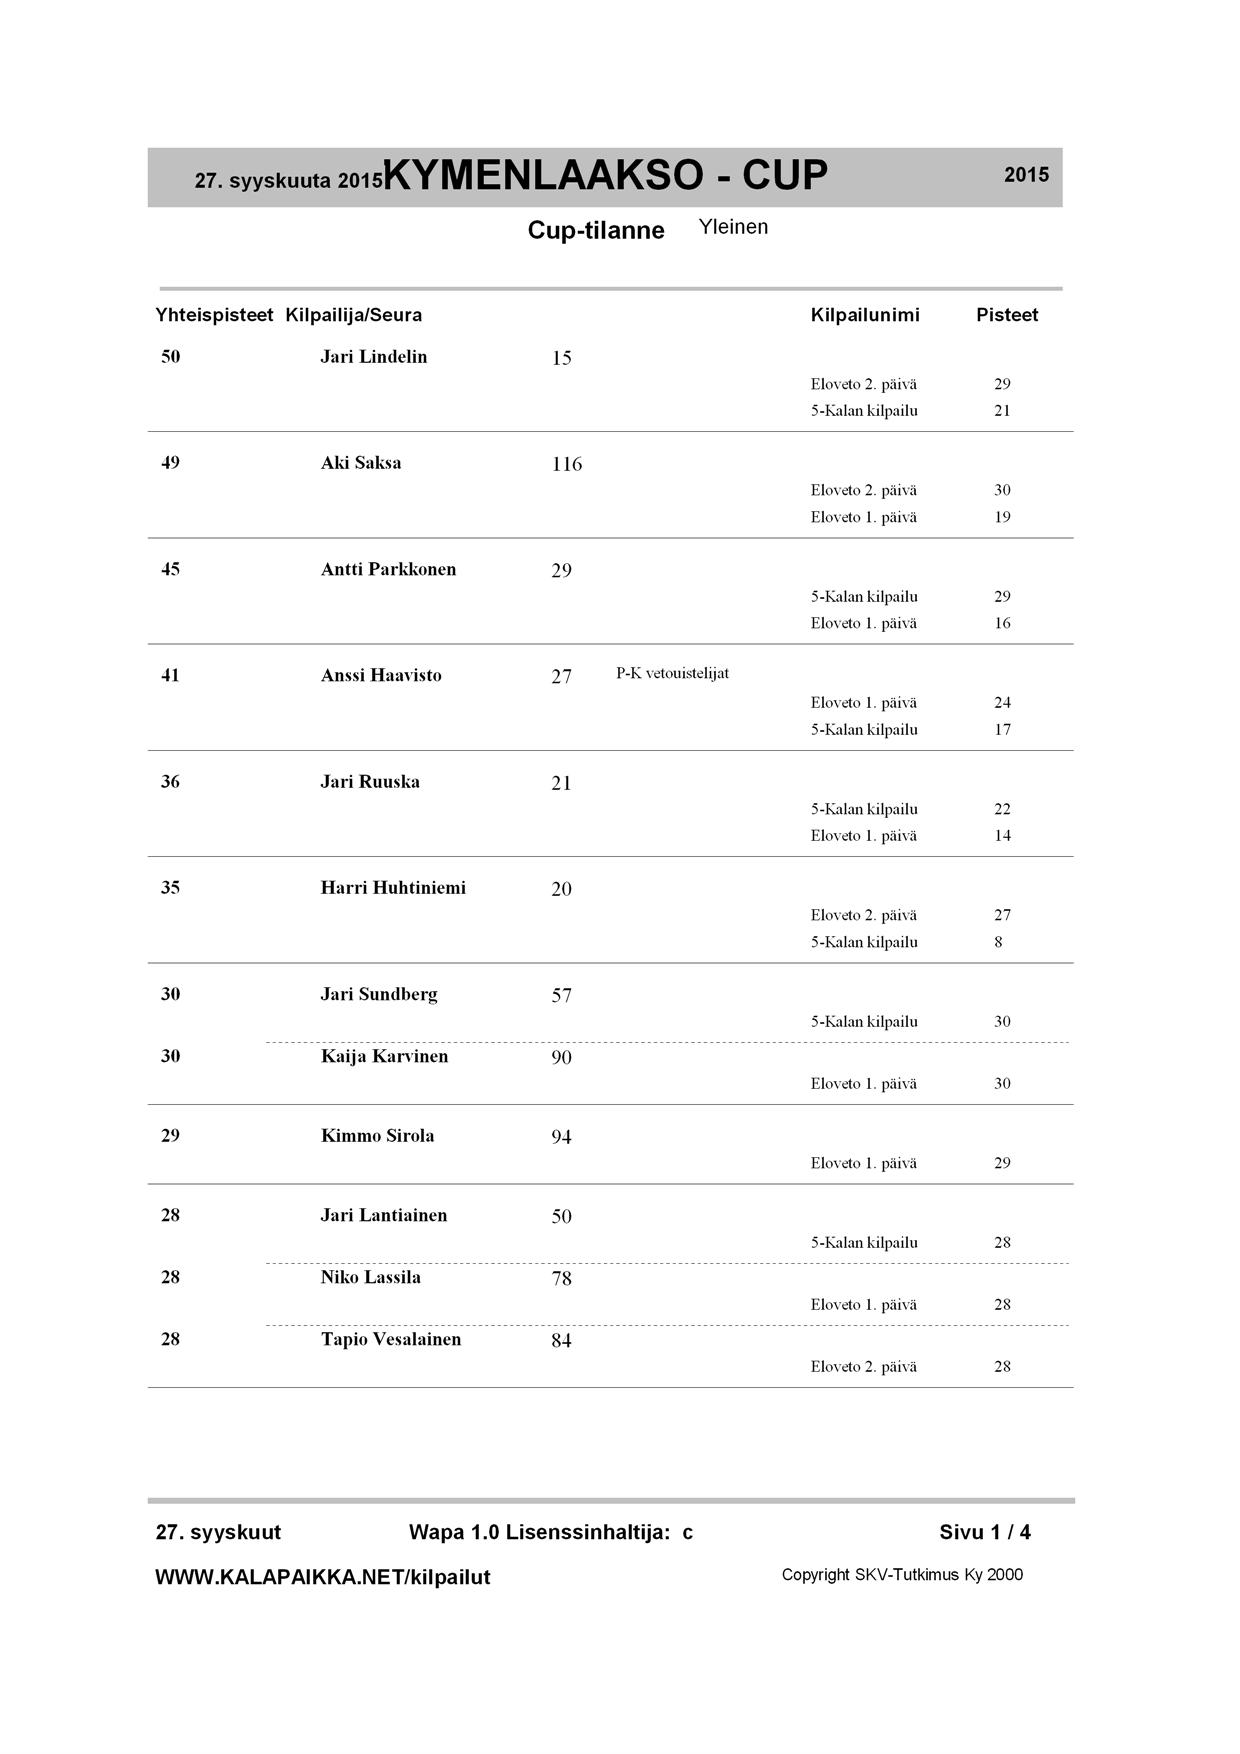 27. syyskuuta 2015 KYMENLAAKSO - CUP 2015
Cup-tilanne Yleinen
Yhteispisteet Kilpailija/Seura Kilpailunimi Pisteet
50 Jari Lindelin 15
Eloveto 2. päivä 29
5-Kalan kilpailu 21
49 Aki Saksa 116
Eloveto 2. päivä 30
Eloveto 1. päivä 19
45 Antti Parkkonen 29
5-Kalan kilpailu 29
Eloveto 1. päivä 16
41 Anssi Haavisto 27 P-K vetouistelijat
Eloveto 1. päivä 24
5-Kalan kilpailu 17
36 Jari Ruuska 21
5-Kalan kilpailu 22
Eloveto 1. päivä 14
35 Harri Huhtiniemi 20
Eloveto 2. päivä 27
5-Kalan kilpailu 8
30 Jari Sundberg 57
5-Kalan kilpailu 30
30 Kaija Karvinen 90
Eloveto 1. päivä 30
29 Kimmo Sirola 94
Eloveto 1. päivä 29
28 Jari Lantiainen 50
5-Kalan kilpailu 28
28 Niko Lassila 78
Eloveto 1. päivä 28
28 Tapio Vesalainen 84
Eloveto 2. päivä 28
27. syyskuut Wapa 1.0 Lisenssinhaltija: c Sivu 1 / 4
WWW.KALAPAIKKA.NET/kilpailut Copyright SKV-Tutkimus Ky 2000